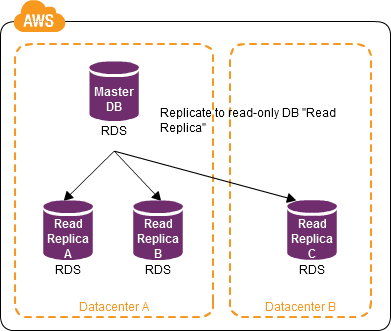 AWS
Master
DB
RDS
Replicate to read-only DB "Read
Replica"
Read
Replica
A
RDS
Read
Replica
B
RDS
Read
Replica
C
RDS
Datacenter A
Datacenter B